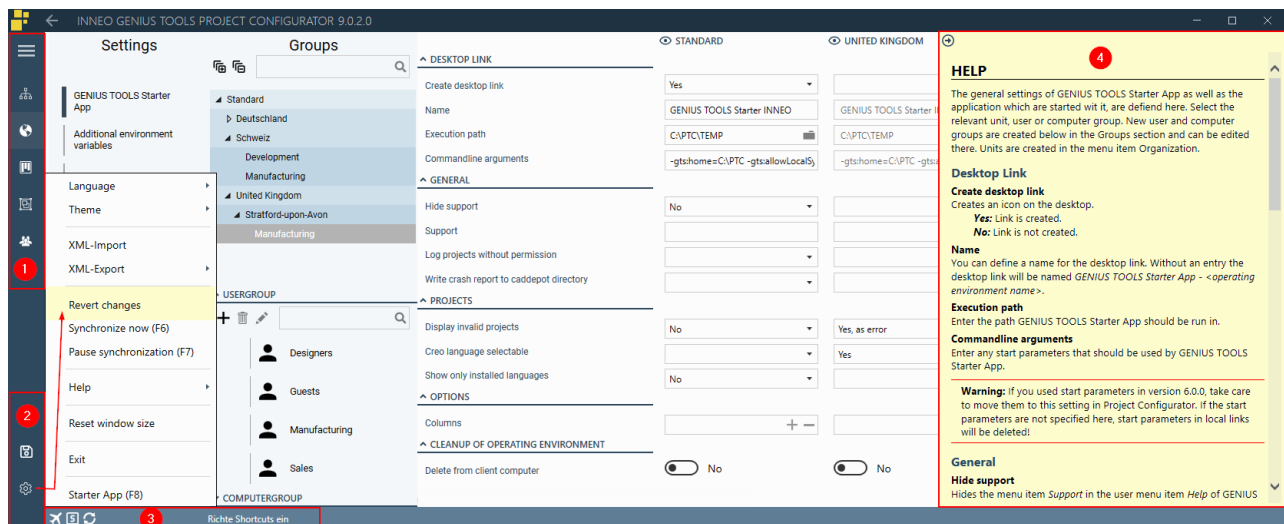 INNEO GENIUS TOOLS PROJECT CONFIGURATOR 9.0.2.0
Settings
GENIUS TOOLS Starter
App
Additional environment
variables
1
2
Language
Theme
XML-Import
XML-Export
Revert changes
Synchronize now (F6)
Pause synchronization (F7)
Help
Reset window size
Exit
Starter App (F8)
Groups
Standard
Deutschland
Schweiz
Development
Manufacturing
United Kingdom
Stratford-upon-Avon
Manufacturing
USERGROUP
Designers
Guests
Manufacturing
Sales
COMPUTERGROUP
STANDARD
UNITED KINGDOM
DESKTOP LINK
Create desktop link
Yes
Name
GENIUS TOOLS Starter INNEO
GENIUS TOOLS Starter I
Execution path
C:\PTC\TEMP
C:\PTC\TEMP
Commandline arguments
-gts:home=C:\PTC -gts:allowLocalSy
-gts:home=C:\PTC -gts:a
GENERAL
Hide support
No
Support
Log projects without permission
Write crash report to caddepot directory
PROJECTS
Display invalid projects
No
Yes, as error
Creo language selectable
Yes
Show only installed languages
No
OPTIONS
Columns
CLEANUP OF OPERATING ENVIRONMENT
Delete from client computer
No
No
4
HELP
The general settings of GENIUS TOOLS Starter App as well as the
application which are started wit it, are defiend here. Select the
relevant unit, user or computer group. New user and computer
groups are created below in the Groups section and can be edited
there. Units are created in the menu item Organization.
Desktop Link
Create desktop link
Creates an icon on the desktop.
Yes: Link is created.
No: Link is not created.
Name
You can define a name for the desktop link. Without an entry the
desktop link will be named GENIUS TOOLS Starter App - <operating
environment name>.
Execution path
Enter the path GENIUS TOOLS Starter App should be run in.
Commandline arguments
Enter any start parameters that should be used by GENIUS TOOLS
Starter App.
Warning: If you used start parameters in version 6.0.0, take care
to move them to this setting in Project Configurator. If the start
parameters are not specified here, start parameters in local links
will be deleted!
General
Hide support
Hides the menu item Support in the user menu item Help of GENIUS
S
3
Richte Shortcuts ein